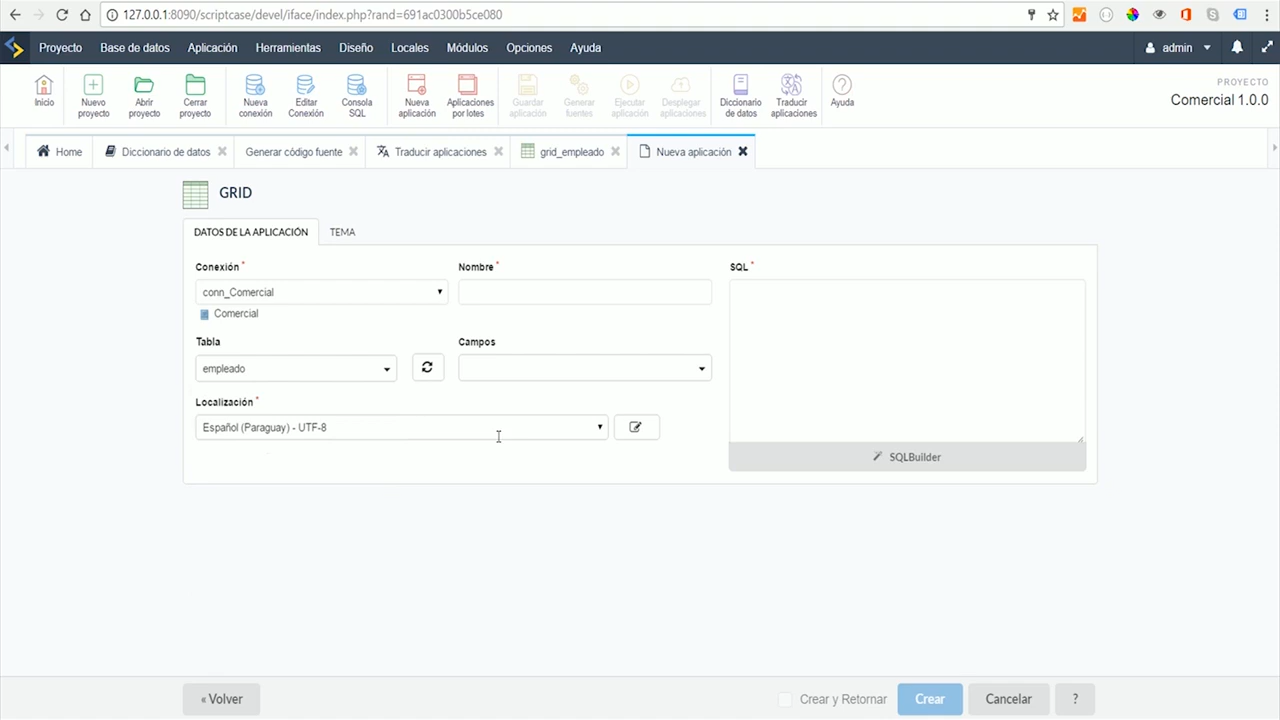 127.0.0.1:8090/scriptcase/devel/iface/index.php?rand=691ac0300b5ce080
Proyecto Base de datos Aplicación Herramientas Diseño Locales Módulos Opciones Ayuda admin
Inicio Nuevo proyecto Abrir proyecto Cerrar proyecto Nueva conexión Editar Conexión Consola SQL Nueva aplicación Aplicaciones por lotes Guardar aplicación Generar fuentes Ejecutar aplicación Desplegar aplicaciones Diccionario de datos Traducir aplicaciones Ayuda
PROYECTO
Comercial 1.0.0
Home Diccionario de datos Generar código fuente Traducir aplicaciones grid_empleado Nueva aplicación
GRID
DATOS DE LA APLICACIÓN TEMA
Conexión * Nombre * SQL *
conn_Comercial
Comercial
Tabla Campos
empleado
Localización *
Español (Paraguay) - UTF-8
SQLBuilder
« Volver Crear y Retornar Crear Cancelar ?